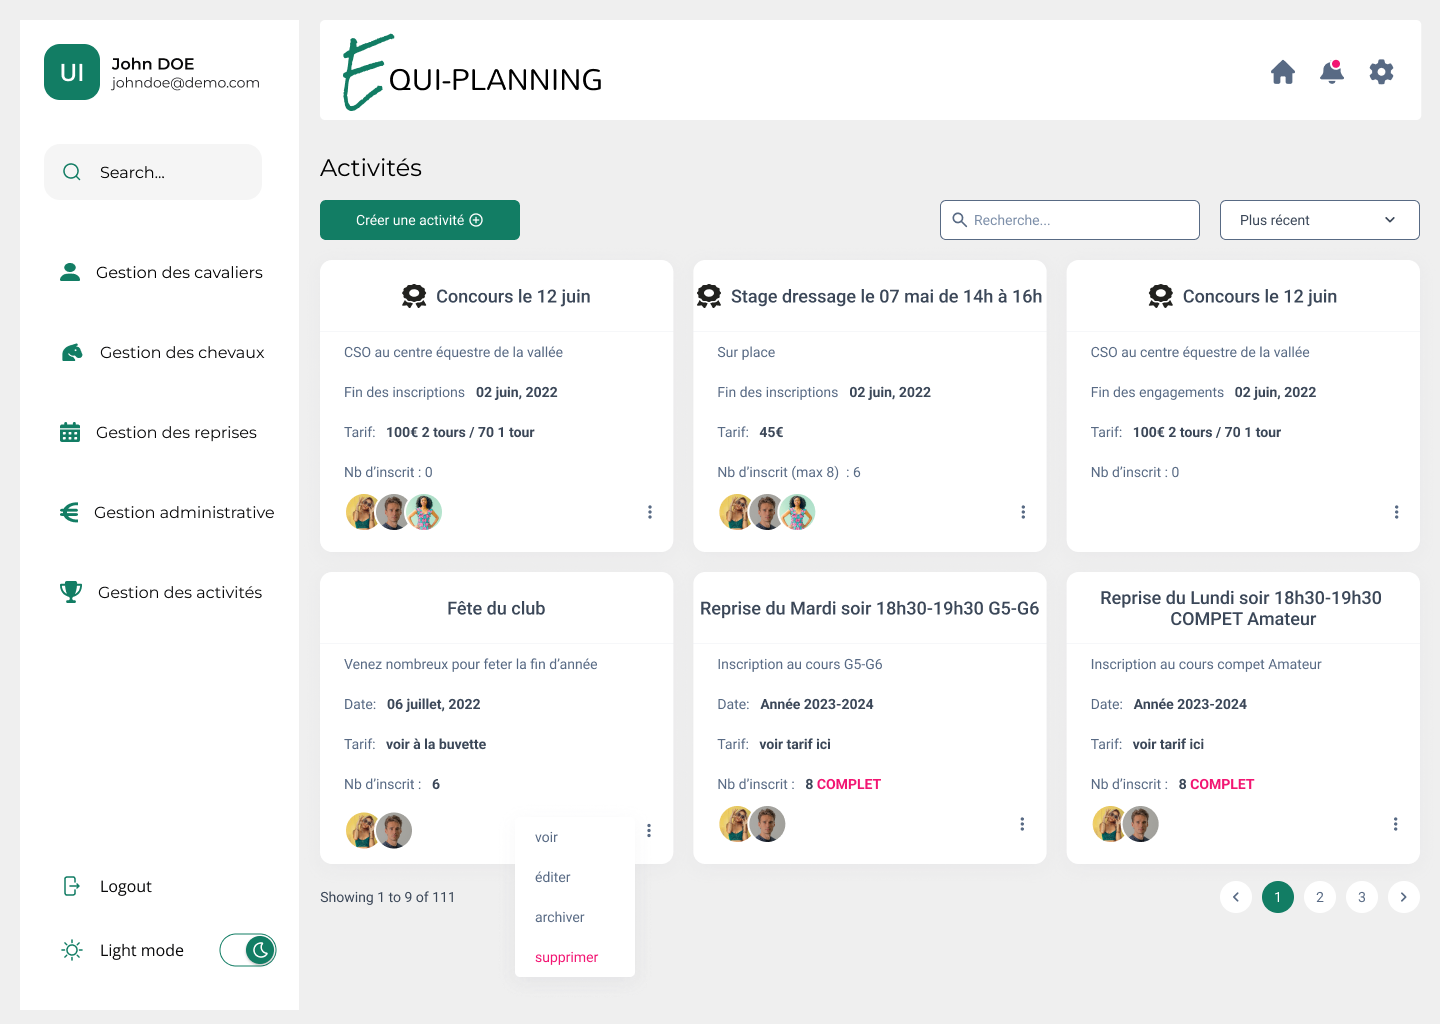 UI
John DOE
johndoe@demo.com
Search...
Gestion des cavaliers
Gestion des chevaux
Gestion des reprises
Gestion administrative
Gestion des activités
Logout
Light mode
EQUI-PLANNING
Activités
Créer une activité
Recherche...
Plus récent
Concours le 12 juin
CSO au centre équestre de la vallée
Fin des inscriptions 02 juin, 2022
Tarif: 100€ 2 tours / 70 1 tour
Nb d’inscrit : 0
Stage dressage le 07 mai de 14h à 16h
Sur place
Fin des inscriptions 02 juin, 2022
Tarif: 45€
Nb d’inscrit (max 8) : 6
Concours le 12 juin
CSO au centre équestre de la vallée
Fin des engagements 02 juin, 2022
Tarif: 100€ 2 tours / 70 1 tour
Nb d’inscrit : 0
Fête du club
Venez nombreux pour feter la fin d’année
Date: 06 juillet, 2022
Tarif: voir à la buvette
Nb d’inscrit : 6
voir
éditer
archiver
supprimer
Reprise du Mardi soir 18h30-19h30 G5-G6
Inscription au cours G5-G6
Date: Année 2023-2024
Tarif: voir tarif ici
Nb d’inscrit : 8 COMPLET
Reprise du Lundi soir 18h30-19h30
COMPET Amateur
Inscription au cours compet Amateur
Date: Année 2023-2024
Tarif: voir tarif ici
Nb d’inscrit : 8 COMPLET
Showing 1 to 9 of 111
1 2 3